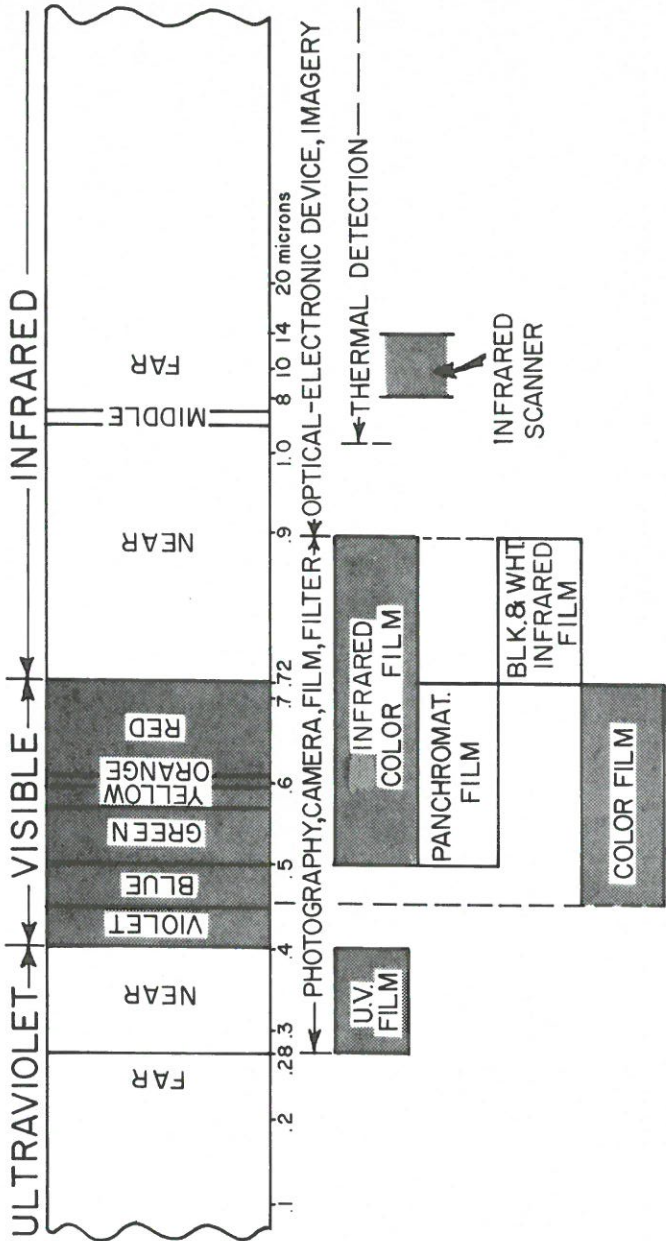 ULTRAVIOLET
VISIBLE
INFRARED
FAR
NEAR
VIOLET
BLUE
GREEN
YELLOW
ORANGE
RED
NEAR
MIDDLE
FAR
.1 .2 .28 .3 .4 .5 .6 .7 .72 .9 1.0 8 10 14 20 microns
PHOTOGRAPHY, CAMERA, FILM, FILTER
OPTICAL-ELECTRONIC DEVICE, IMAGERY
THERMAL DETECTION
U.V.
FILM
INFRARED
COLOR FILM
PANCHROMAT.
FILM
BLK. & WHT.
INFRARED
FILM
COLOR FILM
INFRARED
SCANNER